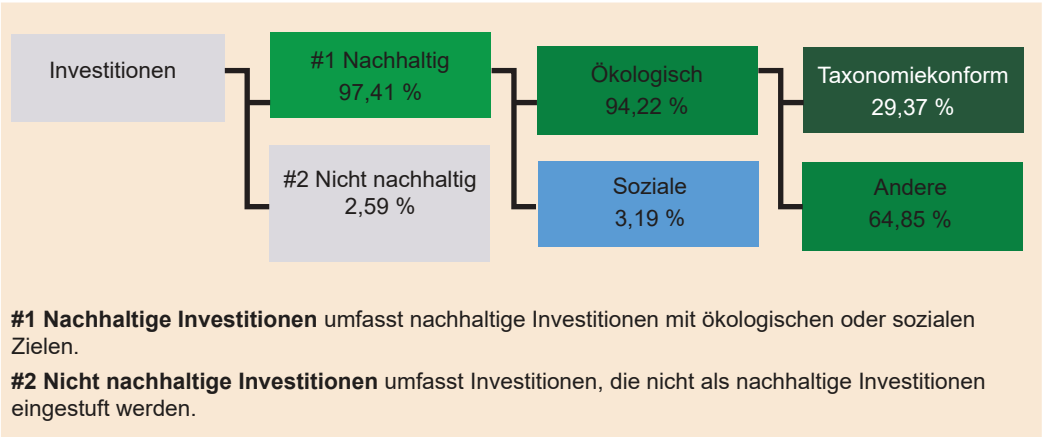 Investitionen
#1 Nachhaltig
97,41 %
#2 Nicht nachhaltig
2,59 %
Ökologisch
94,22 %
Soziale
3,19 %
Taxonomiekonform
29,37 %
Andere
64,85 %
#1 Nachhaltige Investitionen umfasst nachhaltige Investitionen mit ökologischen oder sozialen
Zielen.
#2 Nicht nachhaltige Investitionen umfasst Investitionen, die nicht als nachhaltige Investitionen
eingestuft werden.